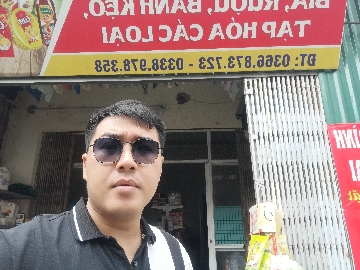 BIA, RƯỢU, BÁNH KẸO,
TẠP HÓA CÁC LOẠI
ĐT: 0366.873.723 - 0338.978.358